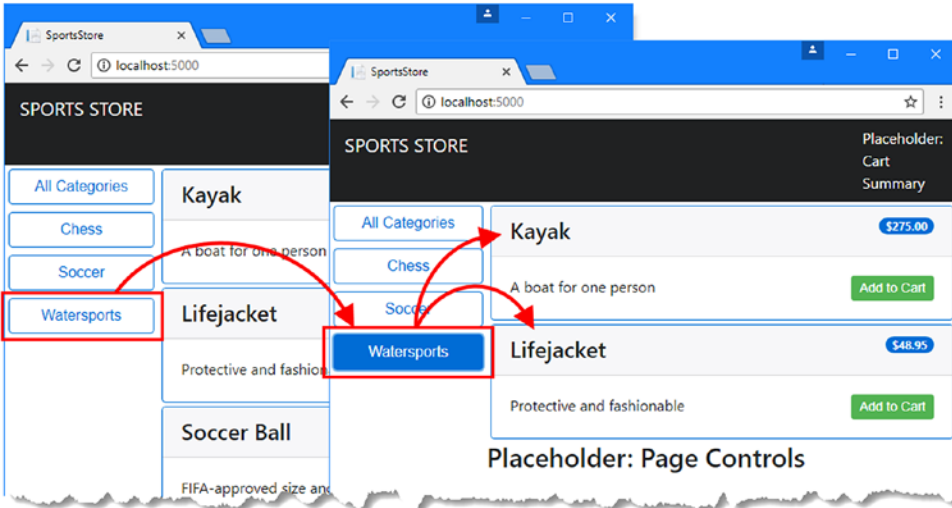 SportsStore
localhost:5000
SPORTS STORE
All Categories
Chess
Soccer
Watersports
Kayak
A boat for one person
Lifejacket
Protective and
Soccer Ball
FIFA-approved size and
SportsStore
localhost:5000
SPORTS STORE
Placeholder:
Cart
Summary
All Categories
Chess
Soccer
Watersports
Kayak
$275.00
A boat for one person
Add to Cart
Lifejacket
$48.95
Protective and fashionable
Add to Cart
Placeholder: Page Controls